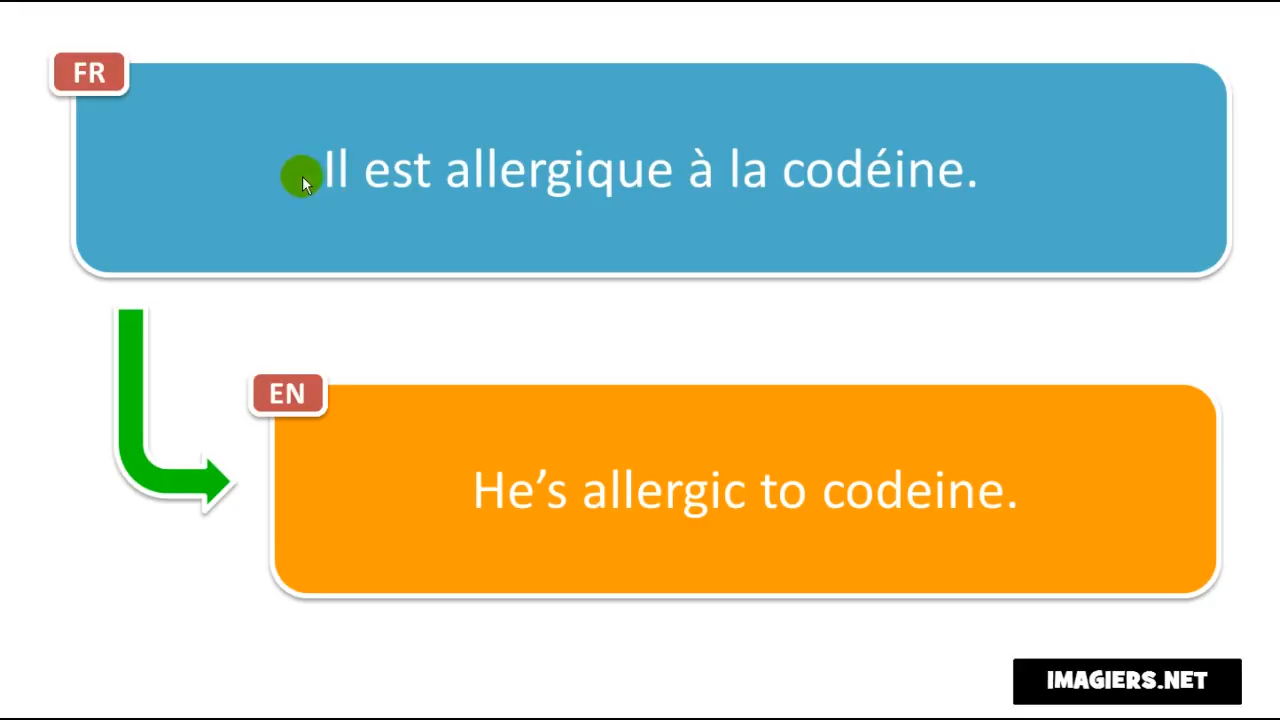 FR
Il est allergique à la codéine.
EN
He’s allergic to codeine.
IMAGIERS.NET